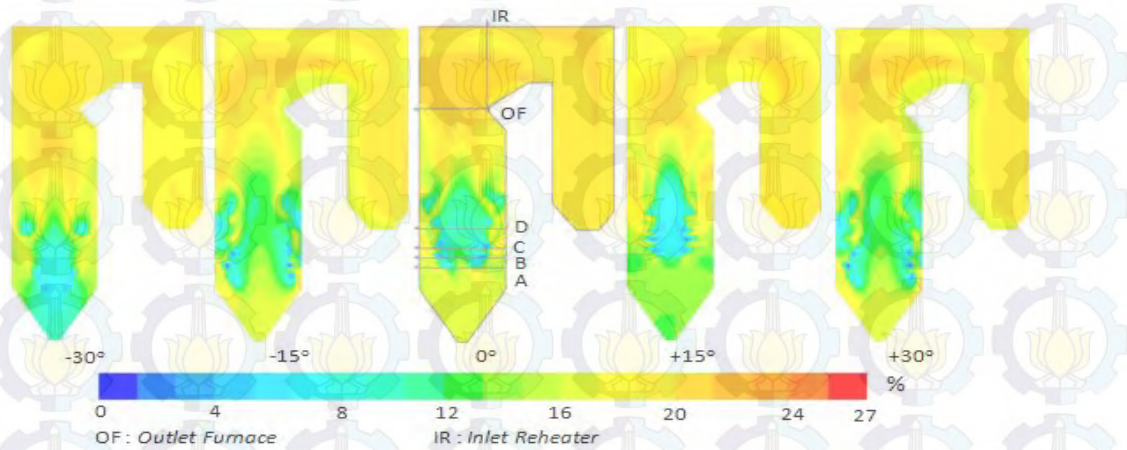 IR
OF
D
C
B
A
-30° -15° 0° +15° +30°
%
0 4 8 12 16 20 24 27
OF : Outlet Furnace IR : Inlet Reheater